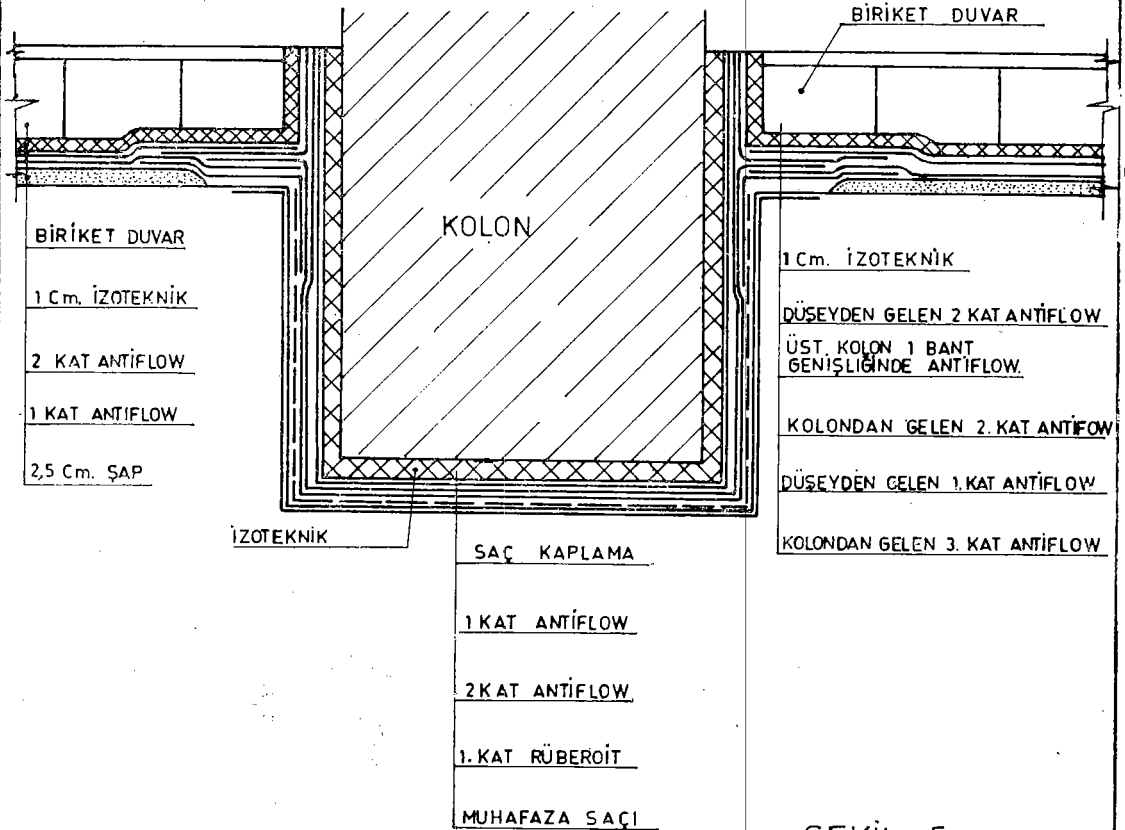 BİRİKET DUVAR
KOLON
BİRİKET DUVAR
1 Cm. İZOTEKNİK
2 KAT ANTİFLOW
1 KAT ANTIFLOW
2,5 Cm. ŞAP
1 Cm. İZOTEKNİK
DÜŞEYDEN GELEN 2 KAT ANTİFLOW
ÜST KOLON 1 BANT
GENİŞLİĞİNDE ANTİFLOW.
KOLONDAN GELEN 2. KAT ANTİFOW
DÜŞEYDEN GELEN 1. KAT ANTİFLOW
KOLONDAN GELEN 3. KAT ANTİFLOW
İZOTEKNİK
SAÇ KAPLAMA
1 KAT ANTİFLOW
2 KAT ANTİFLOW
1. KAT RÜBEROİT
MUHAFAZA SAÇI